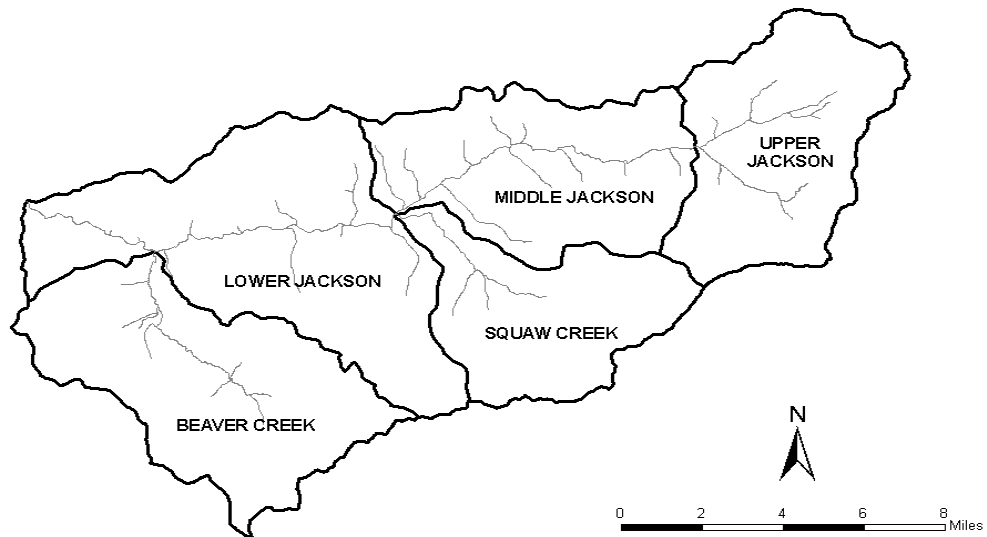 UPPER
JACKSON
MIDDLE JACKSON
LOWER JACKSON
SQUAW CREEK
BEAVER CREEK
N
0 2 4 6 8
Miles